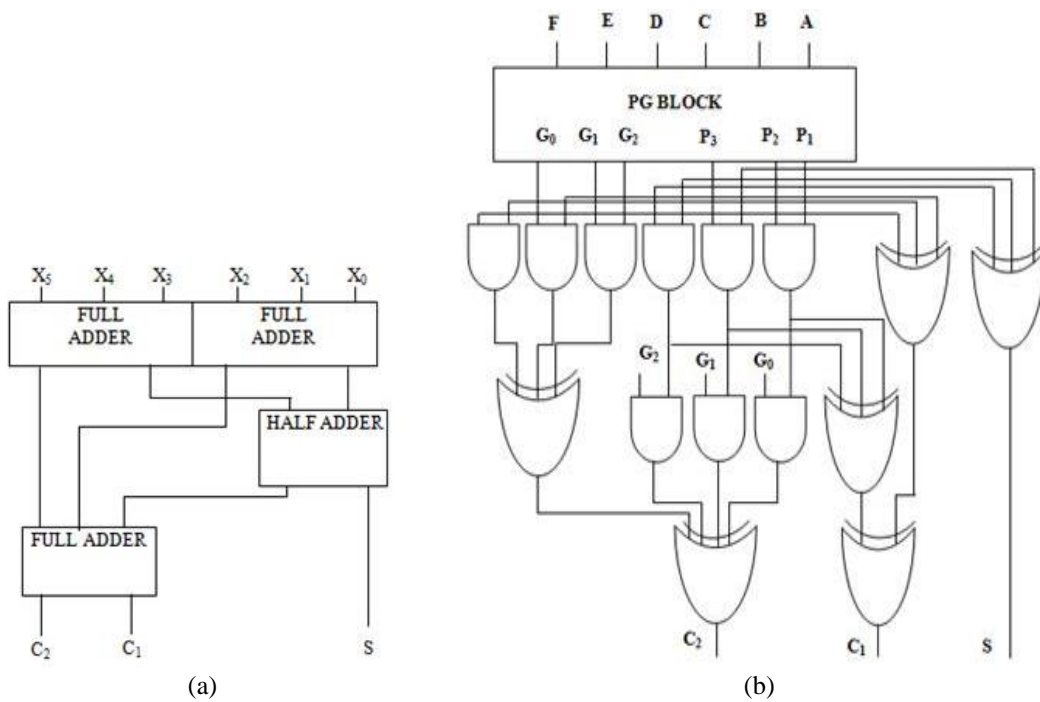 X₅ X₄ X₃ X₂ X₁ X₀
FULL
ADDER
FULL
ADDER
HALF ADDER
FULL ADDER
C₂ C₁ S
(a)
F E D C B A
PG BLOCK
G₀ G₁ G₂ P₃ P₂ P₁
G₂ G₁ G₀
C₂ C₁ S
(b)